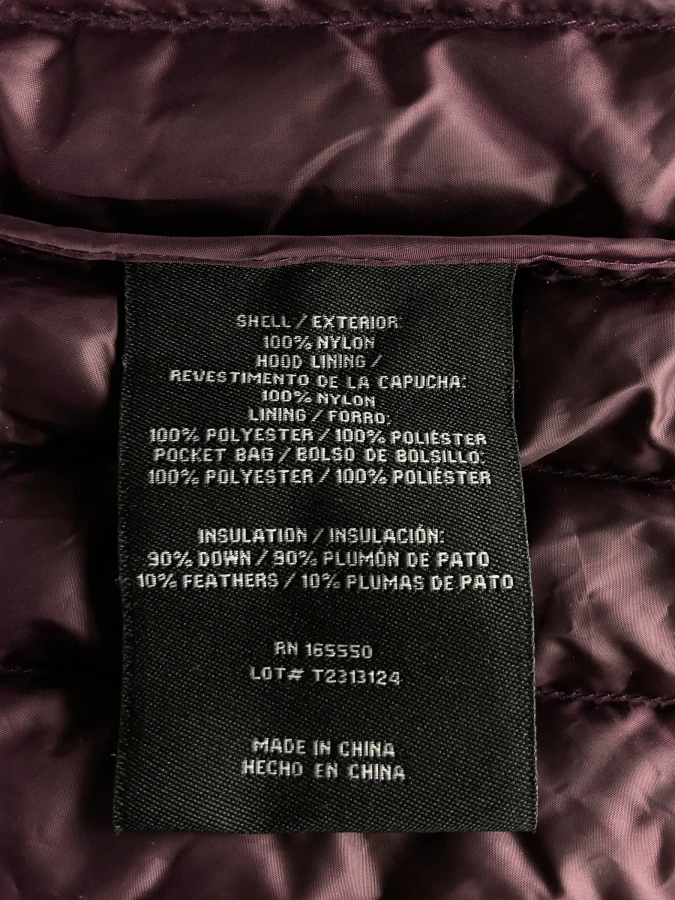 SHELL / EXTERIOR:
100% NYLON
HOOD LINING /
REVESTIMENTO DE LA CAPUCHA:
100% NYLON
LINING / FORRO:
100% POLYESTER / 100% POLIÉSTER
POCKET BAG / BOLSO DE BOLSILLO:
100% POLYESTER / 100% POLIÉSTER
INSULATION / INSULACIÓN:
90% DOWN / 90% PLUMÓN DE PATO
10% FEATHERS / 10% PLUMAS DE PATO
RN 165550
LOT# T2313124
MADE IN CHINA
HECHO EN CHINA